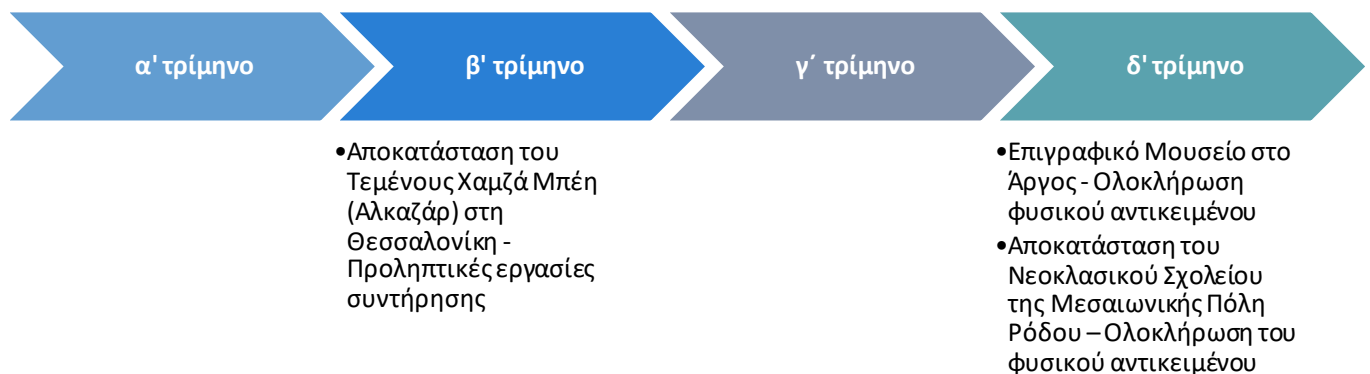 α' τρίμηνο
β' τρίμηνο
γ΄ τρίμηνο
δ' τρίμηνο
•Αποκατάσταση του
Τεμένους Χαμζά Μπέη
(Αλκαζάρ) στη
Θεσσαλονίκη -
Προληπτικές εργασίες
συντήρησης
•Επιγραφικό Μουσείο στο
Άργος - Ολοκλήρωση
φυσικού αντικειμένου
•Αποκατάσταση του
Νεοκλασικού Σχολείου
της Μεσαιωνικής Πόλη
Ρόδου – Ολοκλήρωση του
φυσικού αντικειμένου